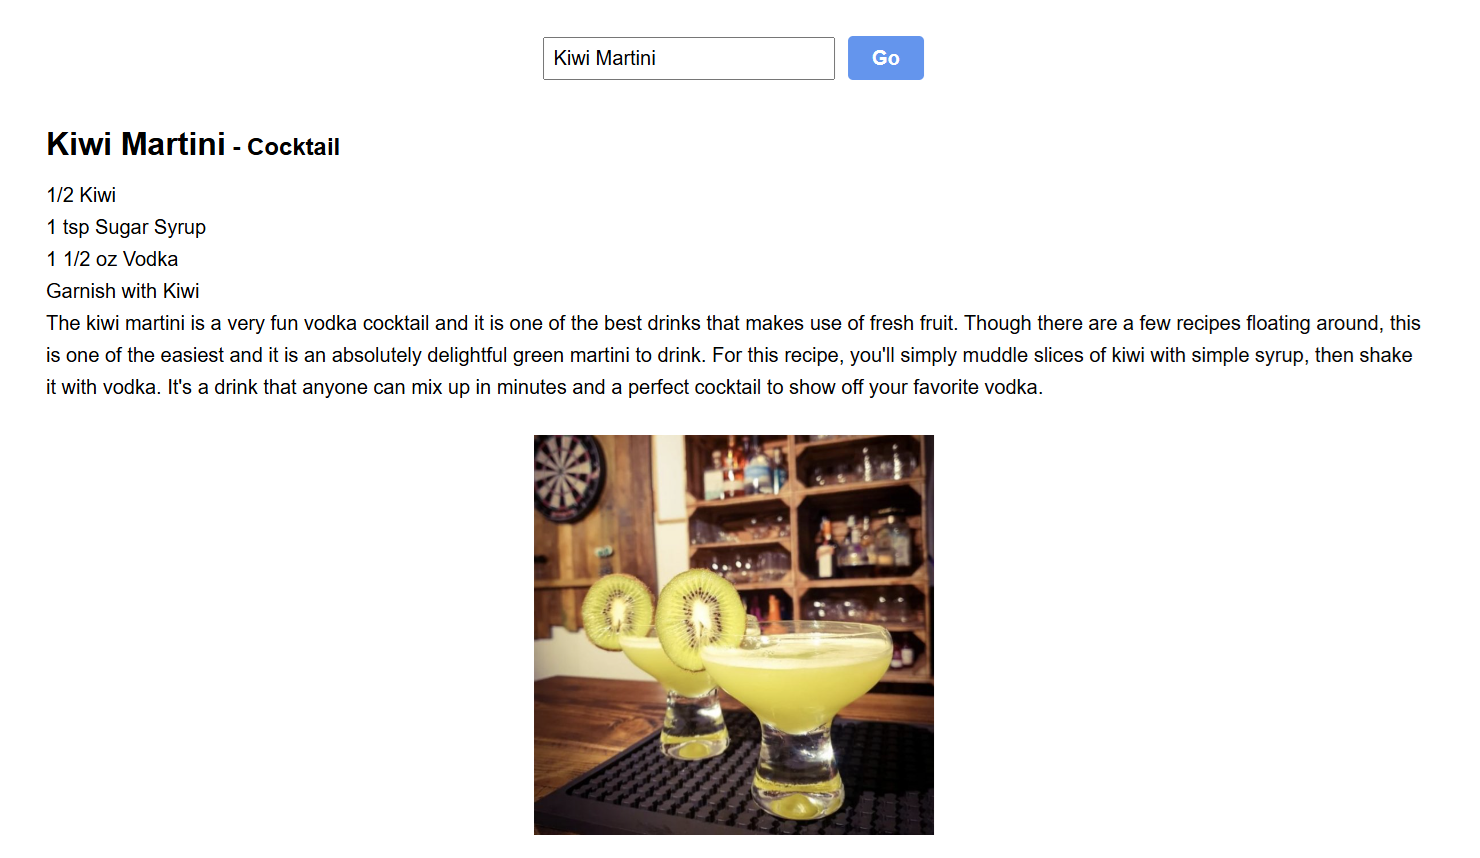 Kiwi Martini
Go
Kiwi Martini - Cocktail
1/2 Kiwi
1 tsp Sugar Syrup
1 1/2 oz Vodka
Garnish with Kiwi
The kiwi martini is a very fun vodka cocktail and it is one of the best drinks that makes use of fresh fruit. Though there are a few recipes floating around, this
is one of the easiest and it is an absolutely delightful green martini to drink. For this recipe, you'll simply muddle slices of kiwi with simple syrup, then shake
it with vodka. It's a drink that anyone can mix up in minutes and a perfect cocktail to show off your favorite vodka.